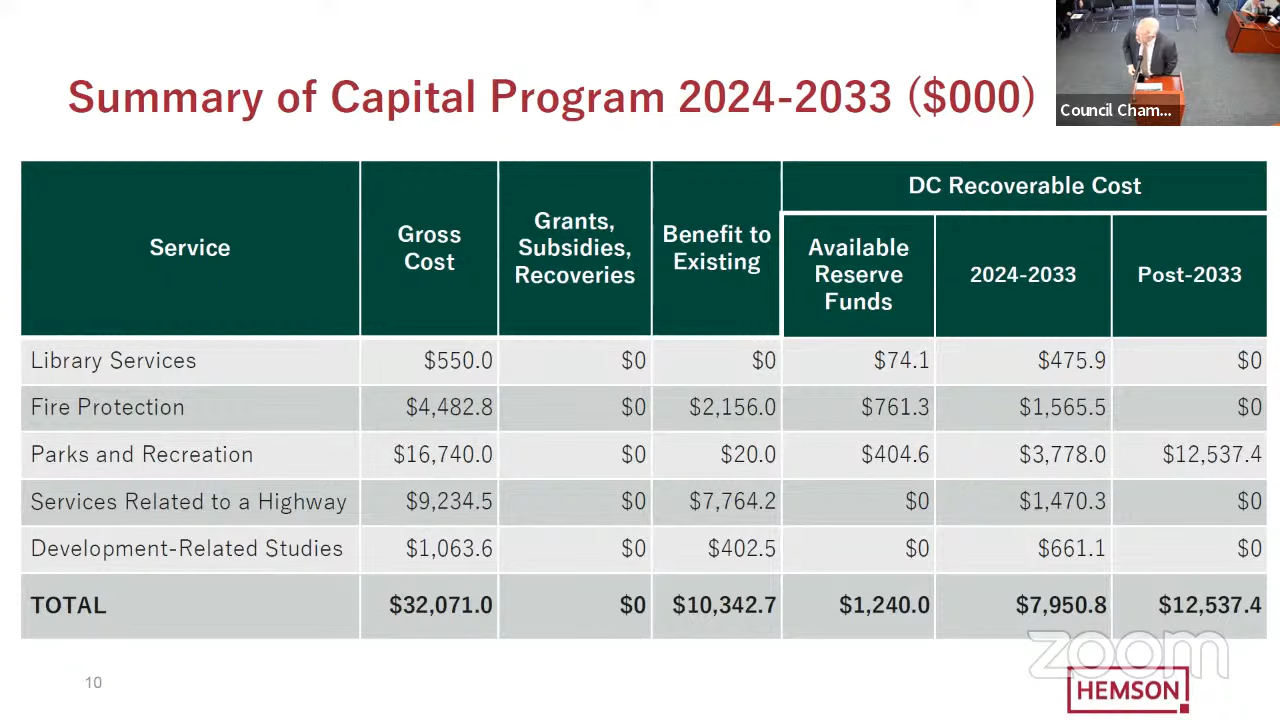 Summary of Capital Program 2024-2033 ($000)
Council Cham...
Service
Gross
Cost
Grants,
Subsidies,
Recoveries
Benefit to
Existing
DC Recoverable Cost
Available
Reserve
Funds
2024-2033
Post-2033
Library Services $550.0 $0 $0 $74.1 $475.9 $0
Fire Protection $4,482.8 $0 $2,156.0 $761.3 $1,565.5 $0
Parks and Recreation $16,740.0 $0 $20.0 $404.6 $3,778.0 $12,537.4
Services Related to a Highway $9,234.5 $0 $7,764.2 $0 $1,470.3 $0
Development-Related Studies $1,063.6 $0 $402.5 $0 $661.1 $0
TOTAL $32,071.0 $0 $10,342.7 $1,240.0 $7,950.8 $12,537.4
zoom
10
HEMSON